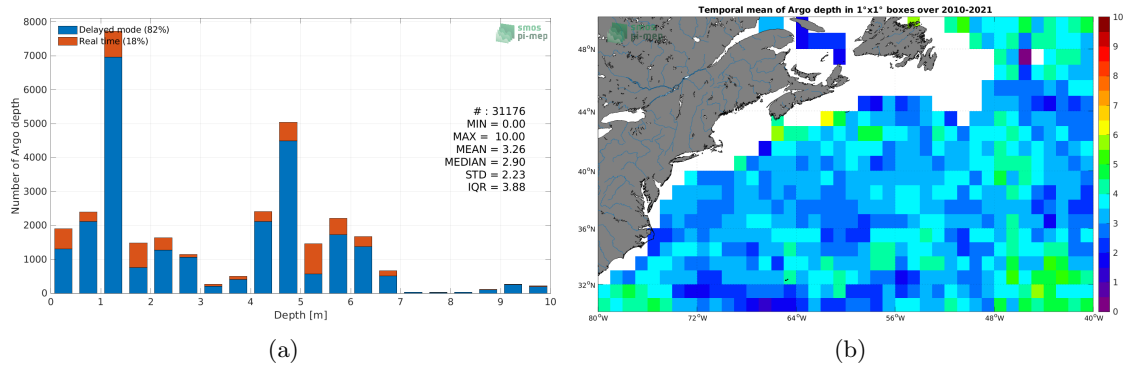 Delayed mode (82%)
Real time (18%)
smos
pi-mep
# : 31176
MIN = 0.00
MAX = 10.00
MEAN = 3.26
MEDIAN = 2.90
STD = 2.23
IQR = 3.88
Number of Argo depth
8000
7000
6000
5000
4000
3000
2000
1000
0
0 1 2 3 4 5 6 7 8 9 10
Depth [m]
(a)
Temporal mean of Argo depth in 1°x1° boxes over 2010-2021
smos
pi-mep
48°N
44°N
40°N
36°N
32°N
80°W 72°W 64°W 56°W 48°W 40°W
10
9
8
7
6
5
4
3
2
1
0
(b)